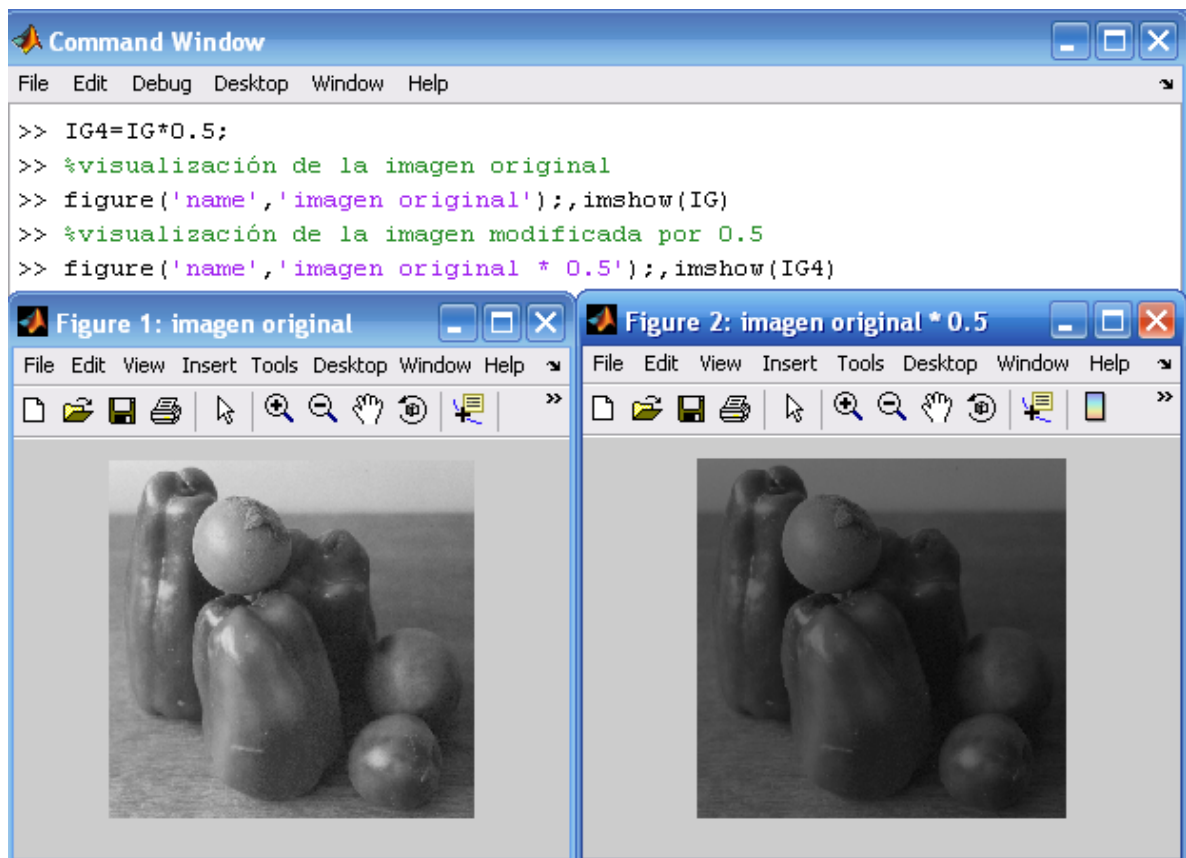 Command Window
File Edit Debug Desktop Window Help
>> IG4=IG*0.5;
>> %visualización de la imagen original
>> figure('name','imagen original');,imshow(IG)
>> %visualización de la imagen modificada por 0.5
>> figure('name','imagen original * 0.5');,imshow(IG4)
Figure 1: imagen original
File Edit View Insert Tools Desktop Window Help
Figure 2: imagen original * 0.5
File Edit View Insert Tools Desktop Window Help